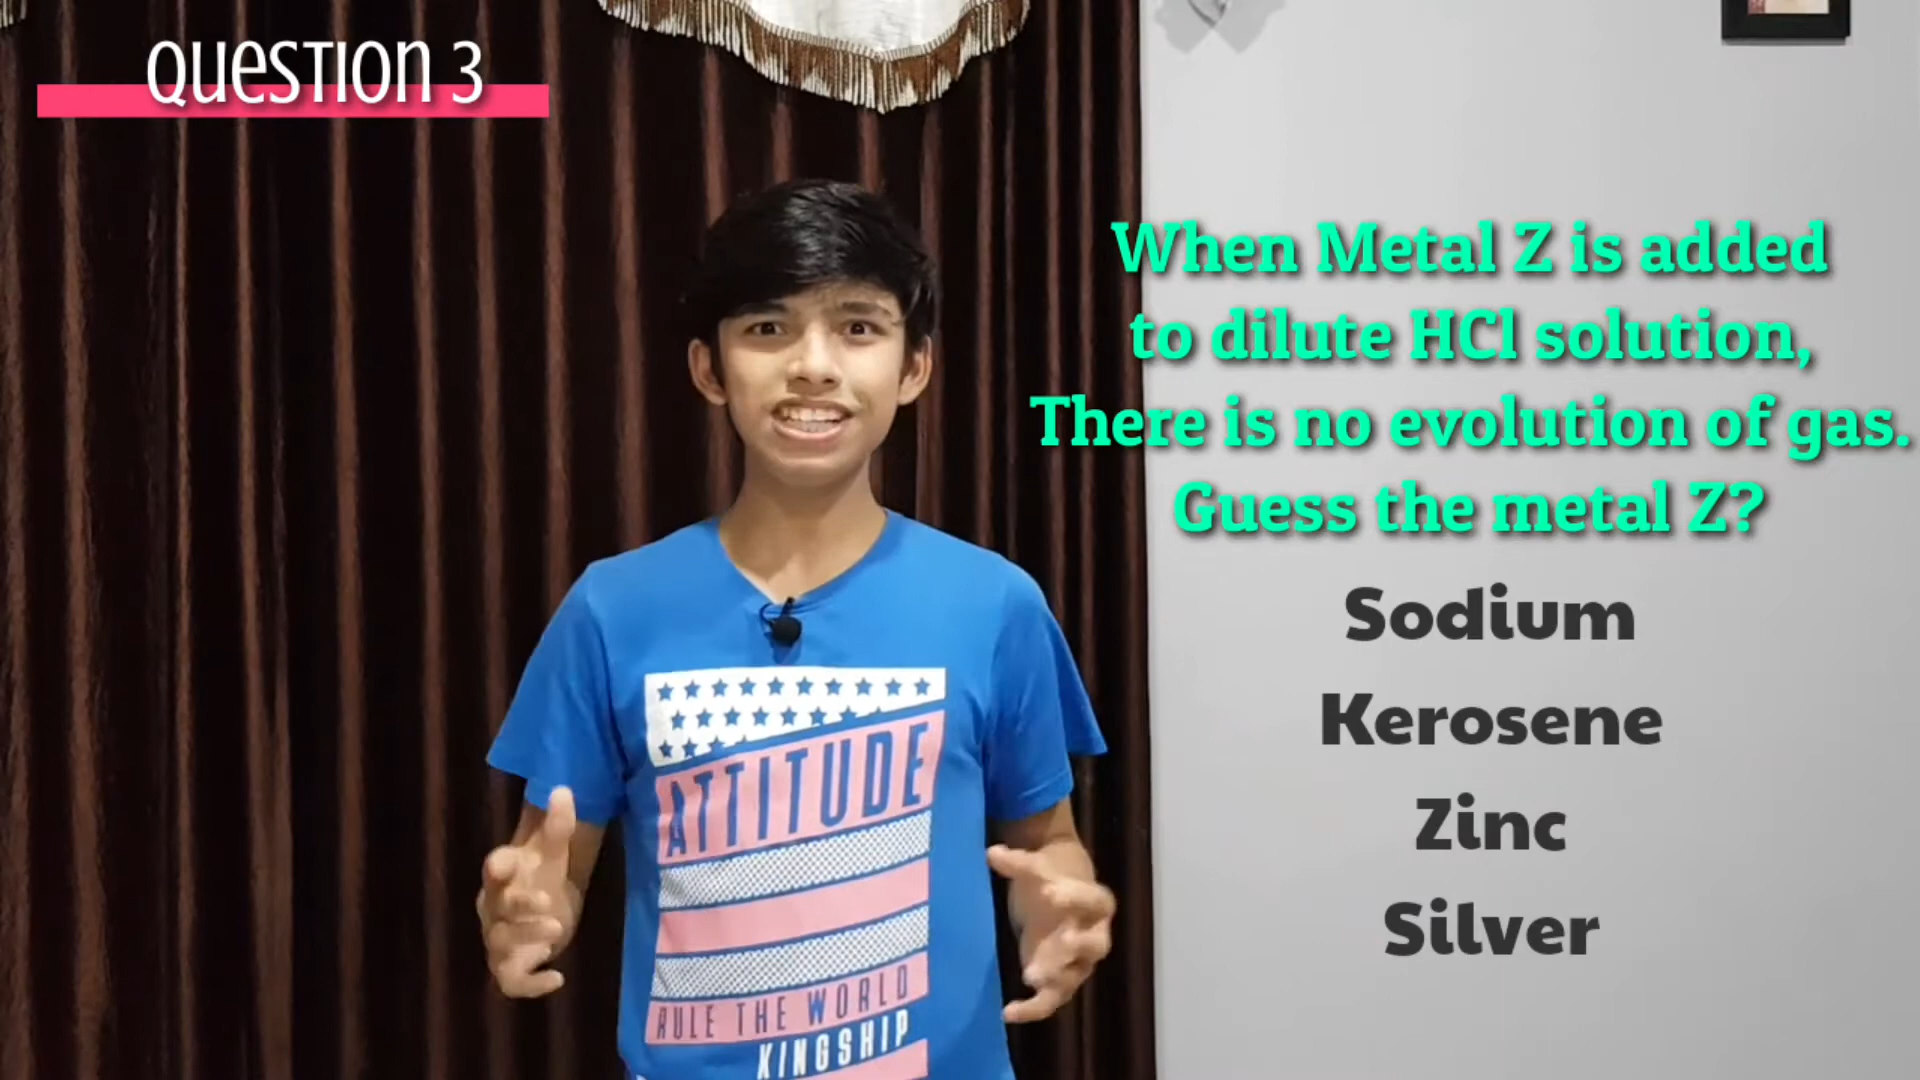 QUESTION 3
When Metal Z is added
to dilute HCl solution,
There is no evolution of gas.
Guess the metal Z?
Sodium
Kerosene
Zinc
Silver
ATTITUDE
RULE THE WORLD
KINGSHIP